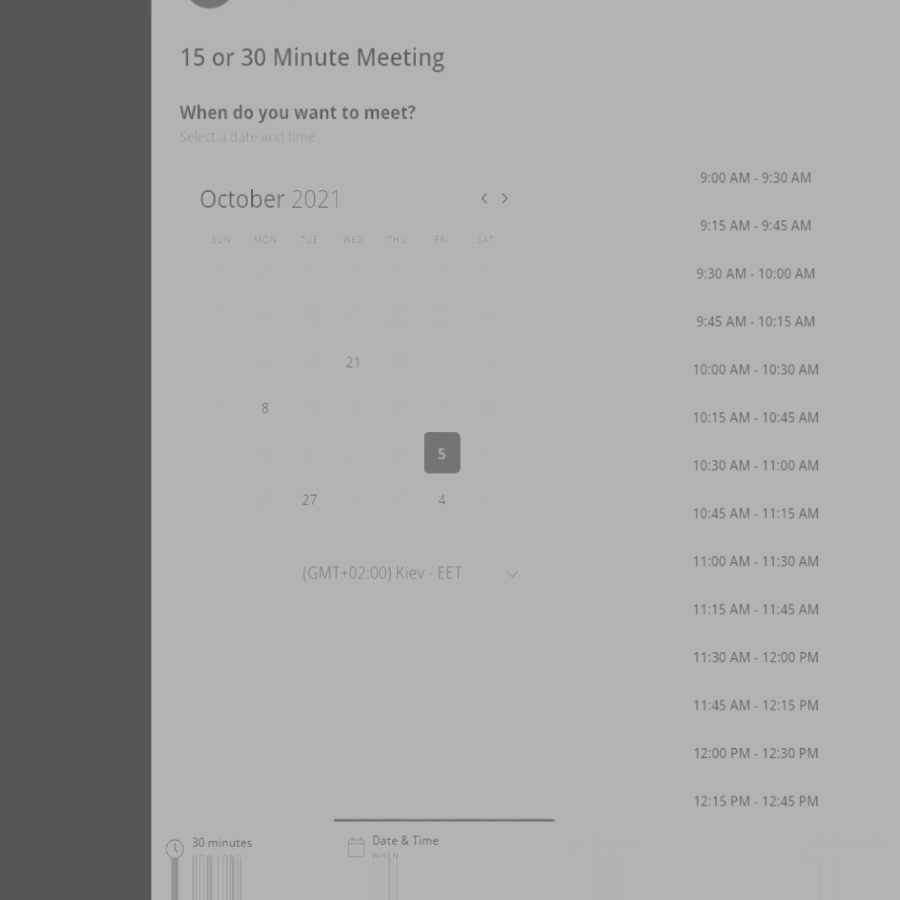 15 or 30 Minute Meeting
When do you want to meet?
Select a date and time
October 2021
SUN MON TUE WED THU FRI SAT
21
8
5
27 4
(GMT+02:00) Kiev - EET
9:00 AM - 9:30 AM
9:15 AM - 9:45 AM
9:30 AM - 10:00 AM
9:45 AM - 10:15 AM
10:00 AM - 10:30 AM
10:15 AM - 10:45 AM
10:30 AM - 11:00 AM
10:45 AM - 11:15 AM
11:00 AM - 11:30 AM
11:15 AM - 11:45 AM
11:30 AM - 12:00 PM
11:45 AM - 12:15 PM
12:00 PM - 12:30 PM
12:15 PM - 12:45 PM
30 minutes
Date & Time
WHEN